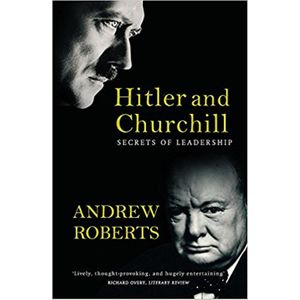 Hitler and
Churchill
SECRETS OF LEADERSHIP
ANDREW
ROBERTS
'Lively, thought-provoking, and hugely entertaining'
RICHARD OVERY, LITERARY REVIEW